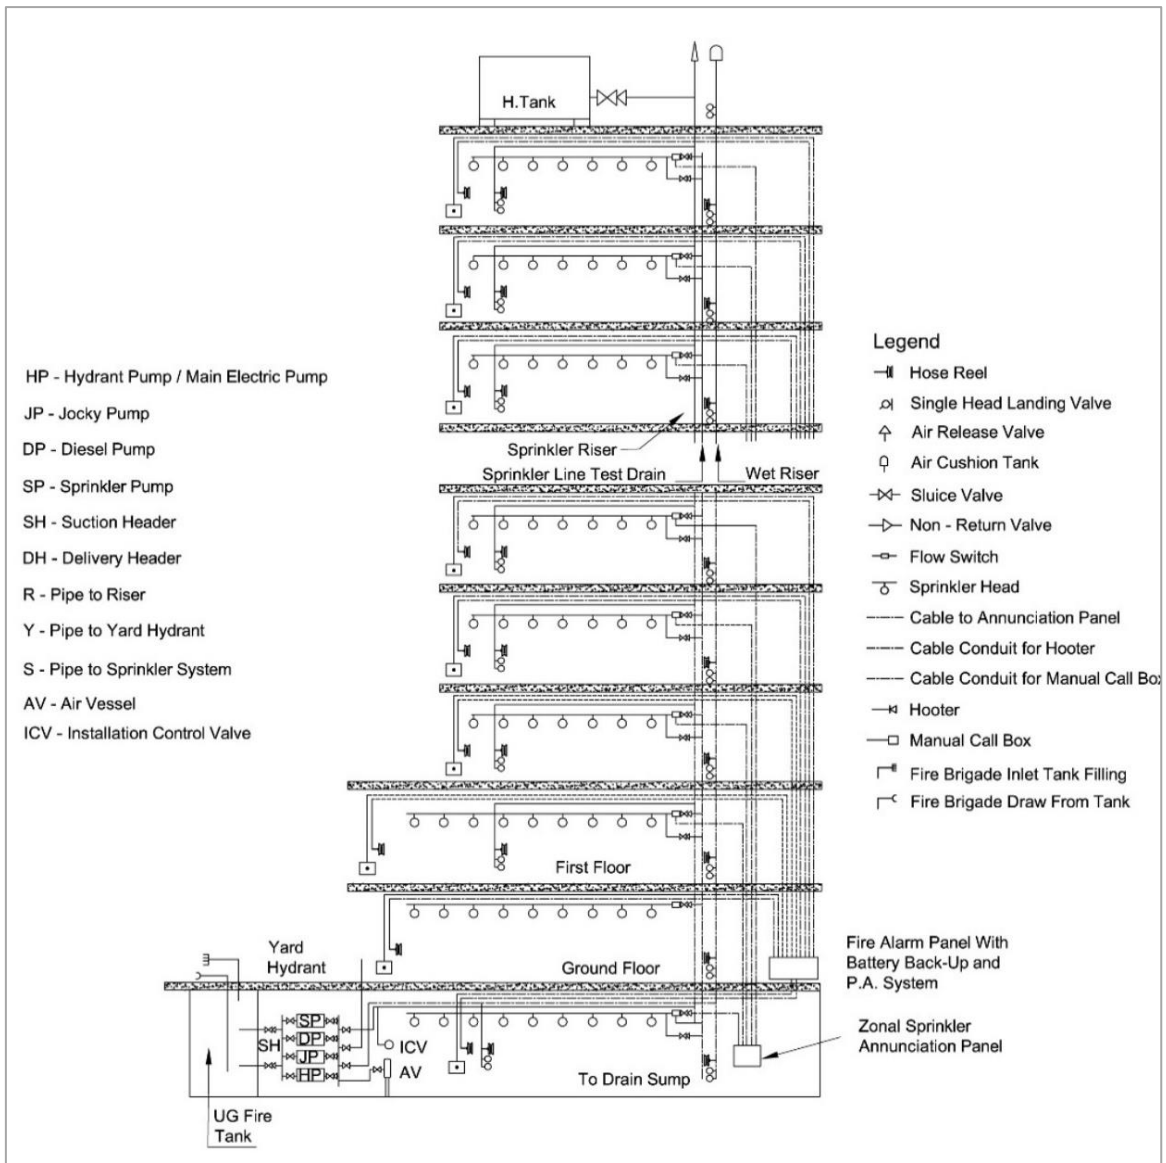 H.Tank
HP - Hydrant Pump / Main Electric Pump
JP - Jocky Pump
DP - Diesel Pump
SP - Sprinkler Pump
SH - Suction Header
DH - Delivery Header
R - Pipe to Riser
Y - Pipe to Yard Hydrant
S - Pipe to Sprinkler System
AV - Air Vessel
ICV - Installation Control Valve
Sprinkler Riser
Sprinkler Line Test Drain
Wet Riser
First Floor
Ground Floor
Yard
Hydrant
SP
DP
JP
HP
SH
ICV
AV
To Drain Sump
UG Fire
Tank
Legend
Hose Reel
Single Head Landing Valve
Air Release Valve
Air Cushion Tank
Sluice Valve
Non - Return Valve
Flow Switch
Sprinkler Head
Cable to Annunciation Panel
Cable Conduit for Hooter
Cable Conduit for Manual Call Box
Hooter
Manual Call Box
Fire Brigade Inlet Tank Filling
Fire Brigade Draw From Tank
Fire Alarm Panel With
Battery Back-Up and
P.A. System
Zonal Sprinkler
Annunciation Panel